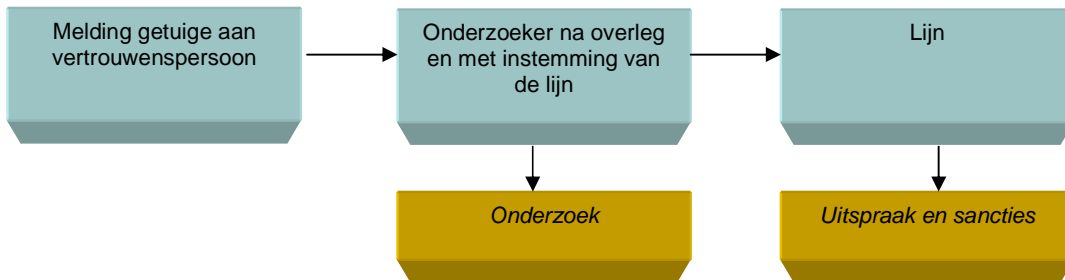 Melding getuige aan
vertrouwenspersoon
Onderzoeker na overleg
en met instemming van
de lijn
Lijn
Onderzoek
Uitspraak en sancties